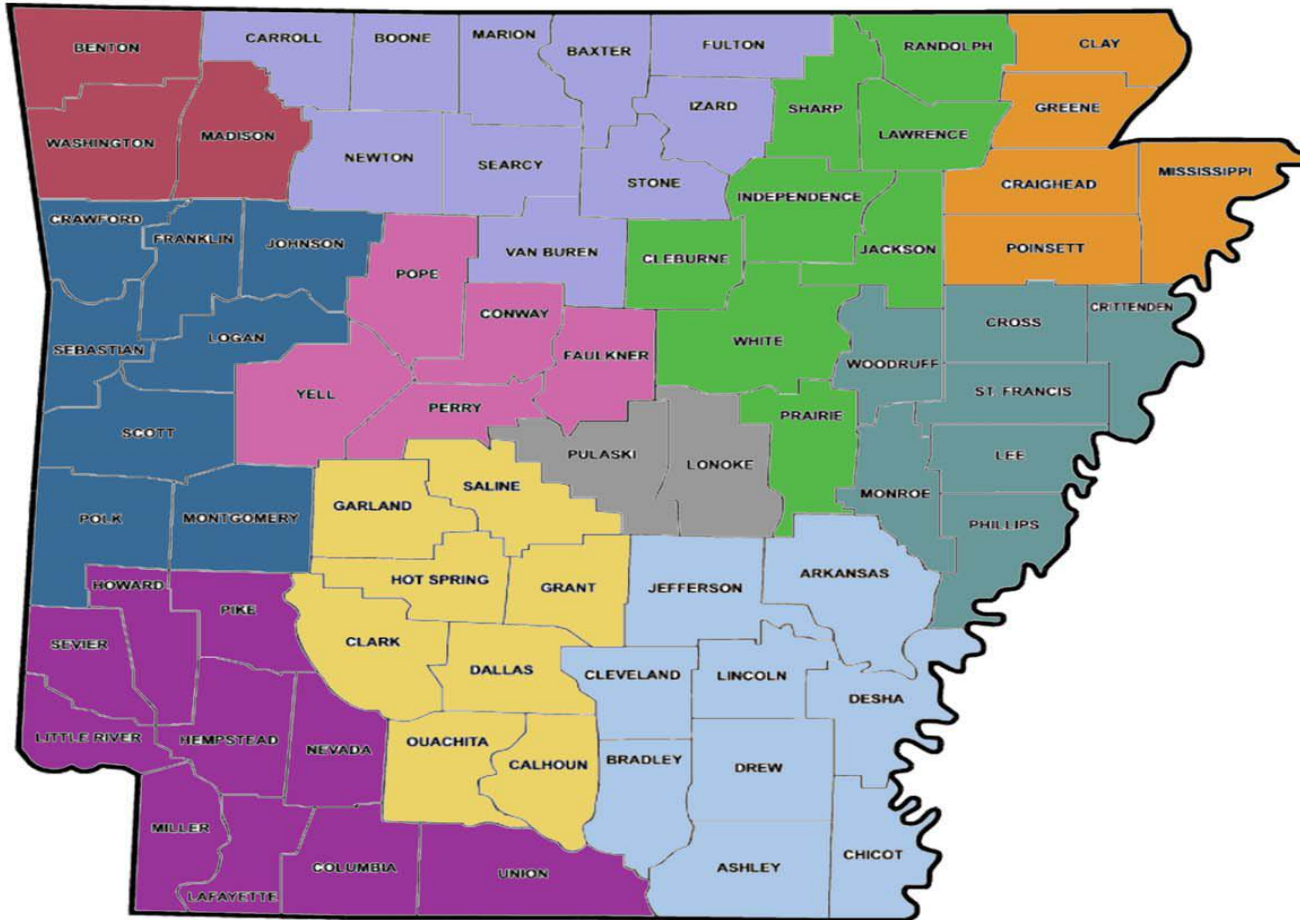 BENTON
CARROLL
BOONE
MARION
BAXTER
FULTON
RANDOLPH
CLAY
WASHINGTON
MADISON
NEWTON
SEARCY
STONE
IZARD
SHARP
LAWRENCE
GREENE
CRAIGHEAD
MISSISSIPPI
CRAWFORD
FRANKLIN
JOHNSON
POPE
VAN BUREN
CLEBURNE
INDEPENDENCE
JACKSON
POINSETT
SEBASTIAN
LOGAN
CONWAY
FAULKNER
WHITE
WOODRUFF
CROSS
CRITTENDEN
SCOTT
YELL
PERRY
PULASKI
LONOKE
PRAIRIE
ST. FRANCIS
LEE
POLK
MONTGOMERY
GARLAND
SALINE
MONROE
PHILLIPS
HOWARD
PIKE
HOT SPRING
GRANT
JEFFERSON
ARKANSAS
SEVIER
CLARK
DALLAS
CLEVELAND
LINCOLN
DESHA
LITTLE RIVER
HEMPSTEAD
NEVADA
OUACHITA
CALHOUN
BRADLEY
DREW
MILLER
LAFAYETTE
COLUMBIA
UNION
ASHLEY
CHICOT